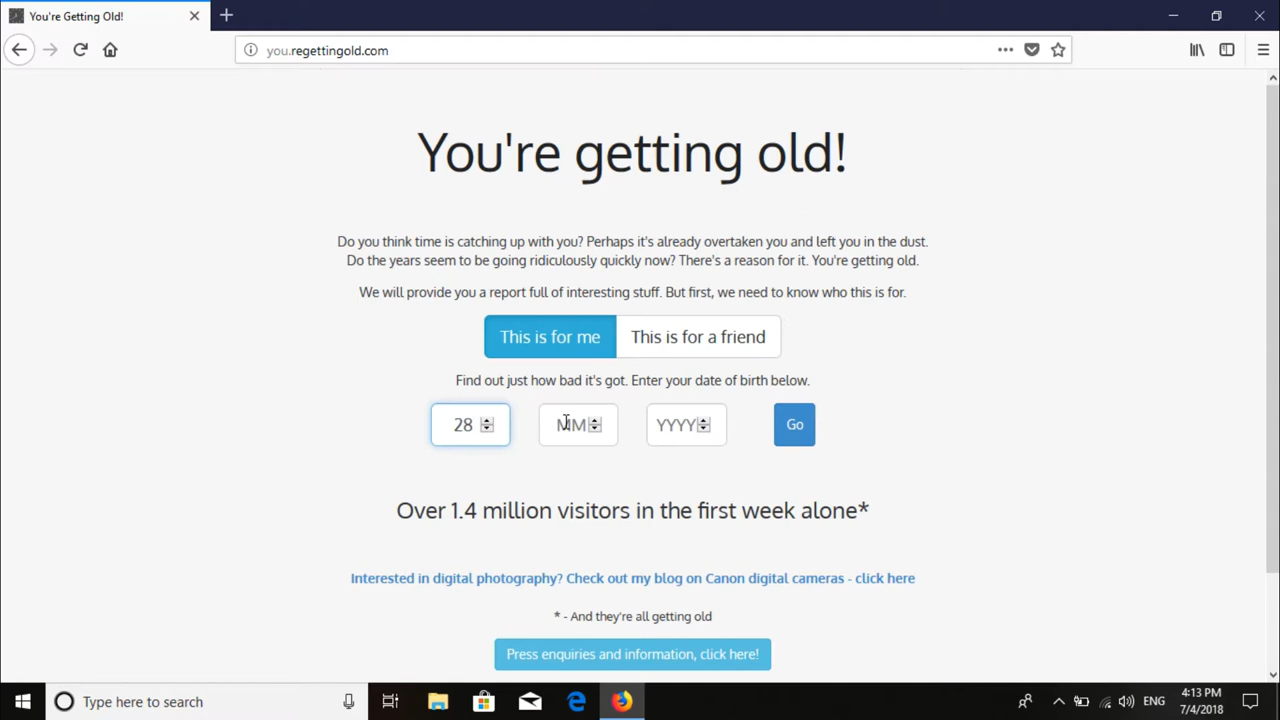 You're Getting Old!
you.regettingold.com
You're getting old!
Do you think time is catching up with you? Perhaps it's already overtaken you and left you in the dust.
Do the years seem to be going ridiculously quickly now? There's a reason for it. You're getting old.
We will provide you a report full of interesting stuff. But first, we need to know who this is for.
This is for me
This is for a friend
Find out just how bad it's got. Enter your date of birth below.
28
MM
YYYY
Go
Over 1.4 million visitors in the first week alone*
Interested in digital photography? Check out my blog on Canon digital cameras - click here
* - And they're all getting old
Press enquiries and information, click here!
Type here to search
ENG
4:13 PM
7/4/2018